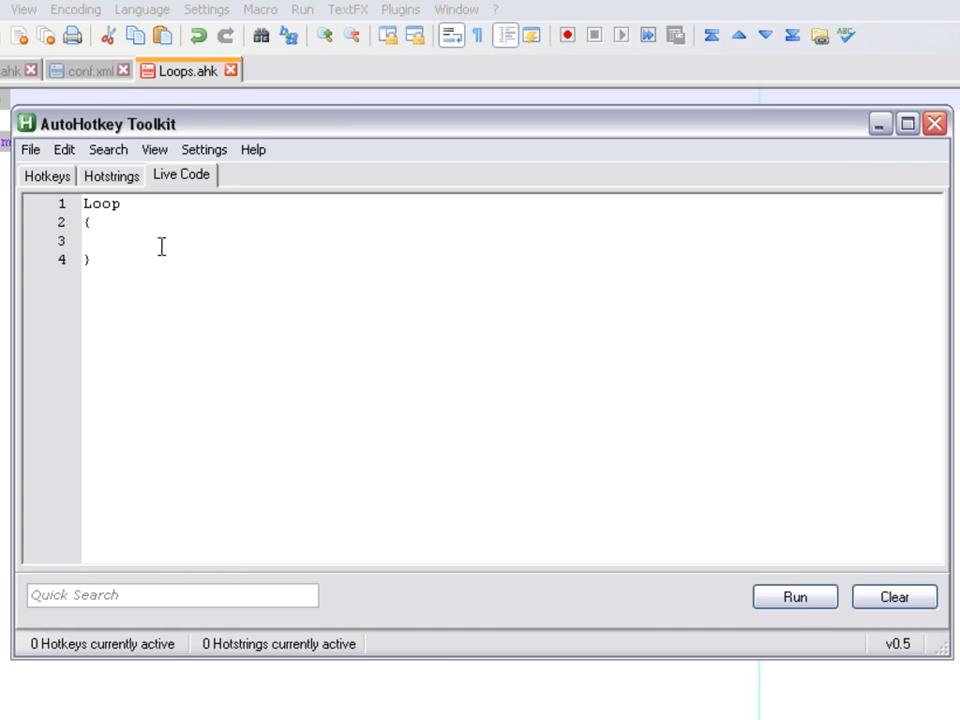 View Encoding Language Settings Macro Run TextFX Plugins Window ?
ABC
ahk conf.xml Loops.ahk
AutoHotkey Toolkit
File Edit Search View Settings Help
Hotkeys Hotstrings Live Code
1 Loop
2 {
3
4 }
Quick Search Run Clear
0 Hotkeys currently active 0 Hotstrings currently active v0.5